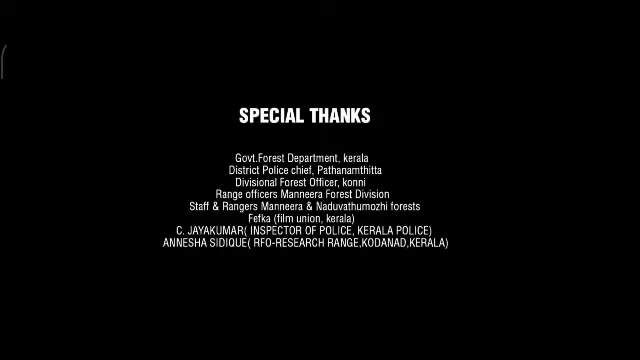 SPECIAL THANKS
Govt.Forest Department, kerala
District Police chief, Pathanamthitta
Divisional Forest Officer, konni
Range officers Manneera Forest Division
Staff & Rangers Manneera & Naduvathumozhi forests
Fefka (film union, kerala)
C. JAYAKUMAR( INSPECTOR OF POLICE, KERALA POLICE)
ANNESHA SIDIQUE( RFO-RESEARCH RANGE,KODANAD,KERALA)